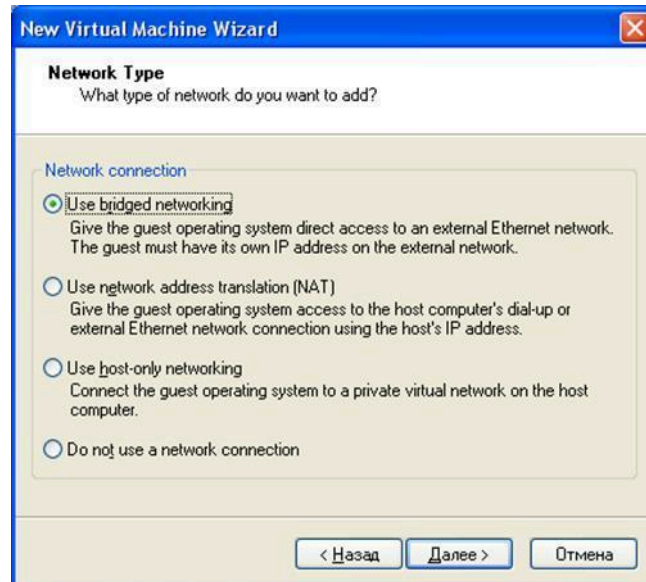 New Virtual Machine Wizard
Network Type
What type of network do you want to add?
Network connection
Use bridged networking
Give the guest operating system direct access to an external Ethernet network.
The guest must have its own IP address on the external network.
Use network address translation (NAT)
Give the guest operating system access to the host computer's dial-up or
external Ethernet network connection using the host's IP address.
Use host-only networking
Connect the guest operating system to a private virtual network on the host
computer.
Do not use a network connection
< Назад Далее > Отмена